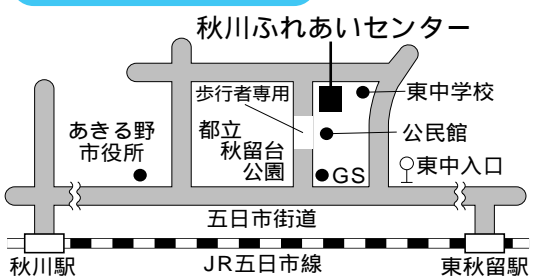 秋川ふれあいセンター
歩行者専用
東中学校
あきる野
市役所
都立
秋留台
公園
公民館
GS
東中入口
五日市街道
秋川駅
JR五日市線
東秋留駅